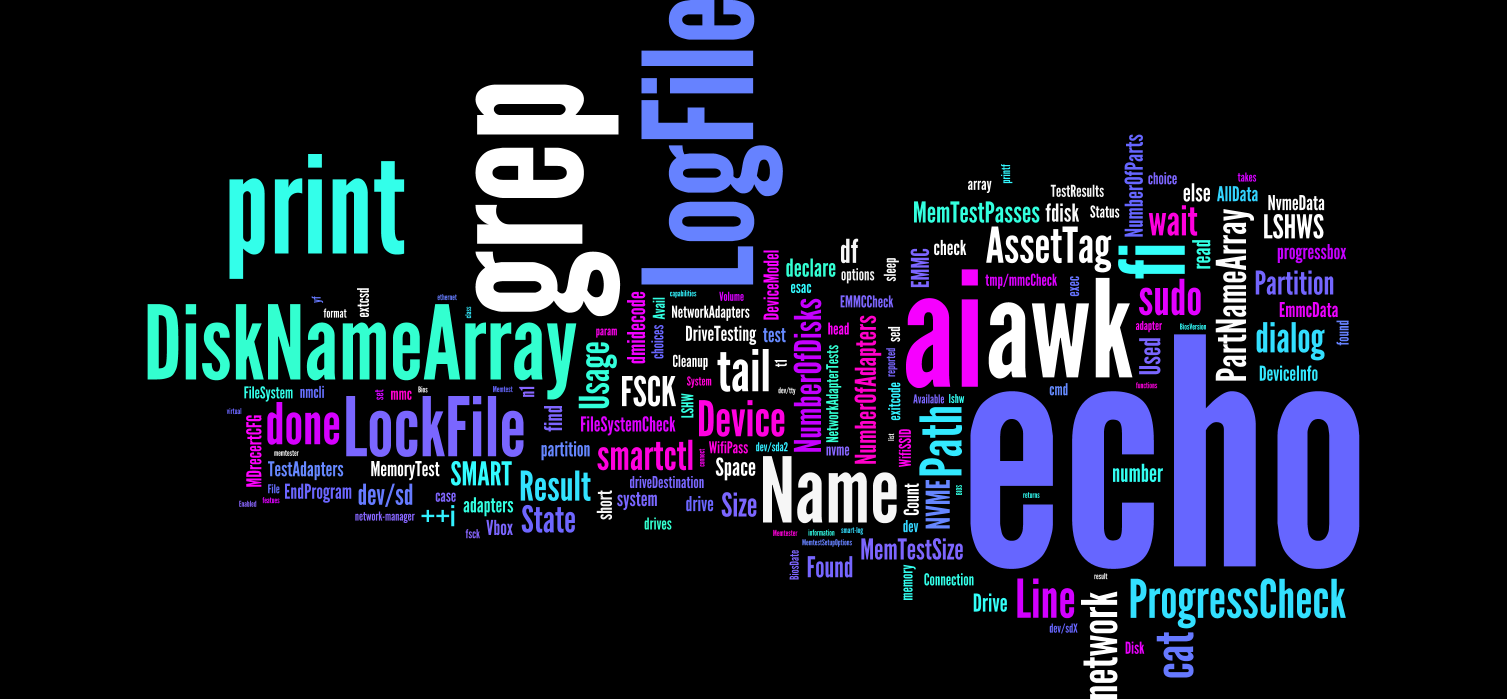 print
grep
LogFile
DiskNameArray
format
extcsd
ethernet
class
FileSystem
nmcli
set
mmc
Bios
Memtest
n1
virtual
MDrecertCFG
done
LockFile
find
memtester
TestAdapters
MemoryTest
SMART
partition
File
EndProgram
dev/sd
case
adapters
Result
Enabled
features
network-manager
++i
fsck
Vbox
State
param
dmidecode
Avail
capabilities
Volume
NetworkAdapters
choices
DriveTesting
test
Usage
Cleanup
FSCK
System
tail
t1
dev/tty
LSHW
FileSystemCheck
Device
smartctl
WifiPass
dev/sda2
Space
short
system
driveDestination
drive
Size
drives
DeviceModel
declare
esac
df
options
sleep
EMMC
check
EMMCCheck
NumberOfDisks
head
NetworkAdapterTests
NumberOfAdapters
sed
reported
exitcode
nvme
list
WifiSSID
Name
Count
dev
Memtester
information
smart-log
MemtestSetupOptions
BiosDate
Found
MemTestSize
memory
Connection
array
printf
TestResults
MemTestPasses
fdisk
Status
NumberOfParts
choice
takes
else
AllData
NvmeData
wait
LSHWS
AssetTag
fi
read
PartNameArray
progressbox
tmp/mmcCheck
exec
Partition
ai
awk
sudo
EmmcData
adapter
BiosVersion
dialog
found
Used
DeviceInfo
functions
cmd
Available
lshw
Path
NVME
bios
echo
number
returns
result
Drive
Line
ProgressCheck
dev/sdX
network
Disk
cat